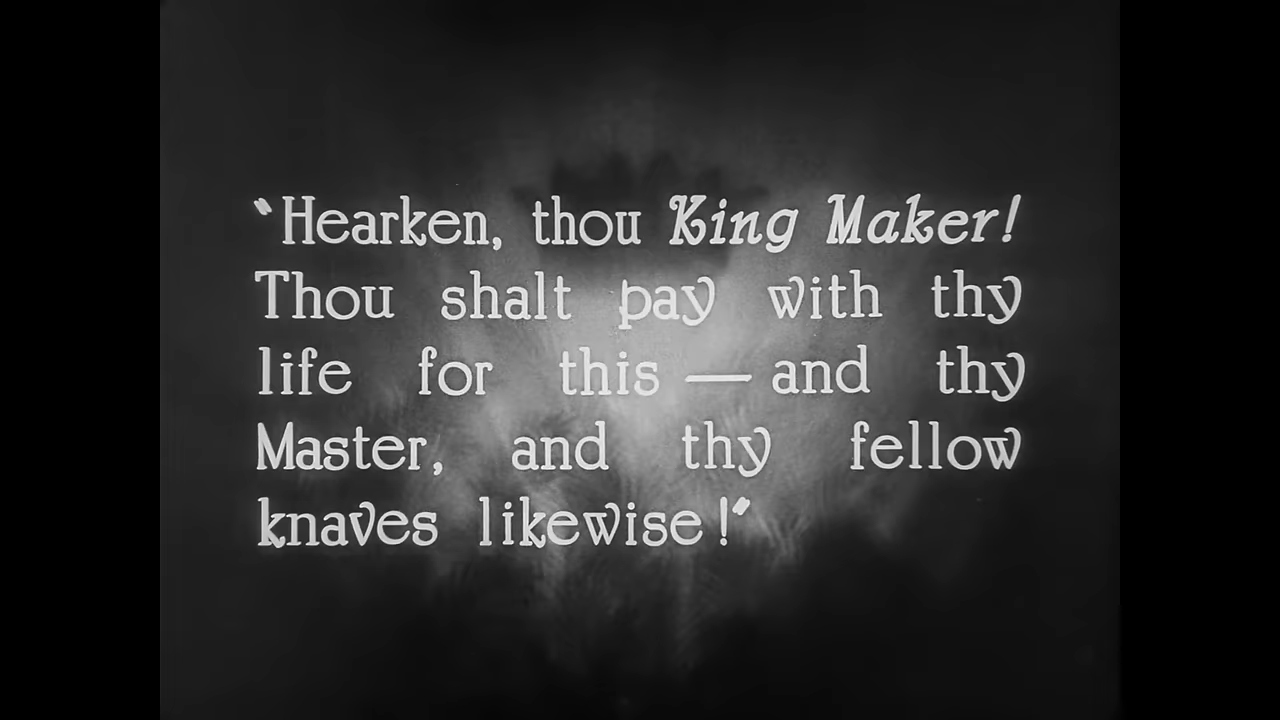 "Hearken, thou King Maker!
Thou shalt pay with thy
life for this — and thy
Master, and thy fellow
knaves likewise!"